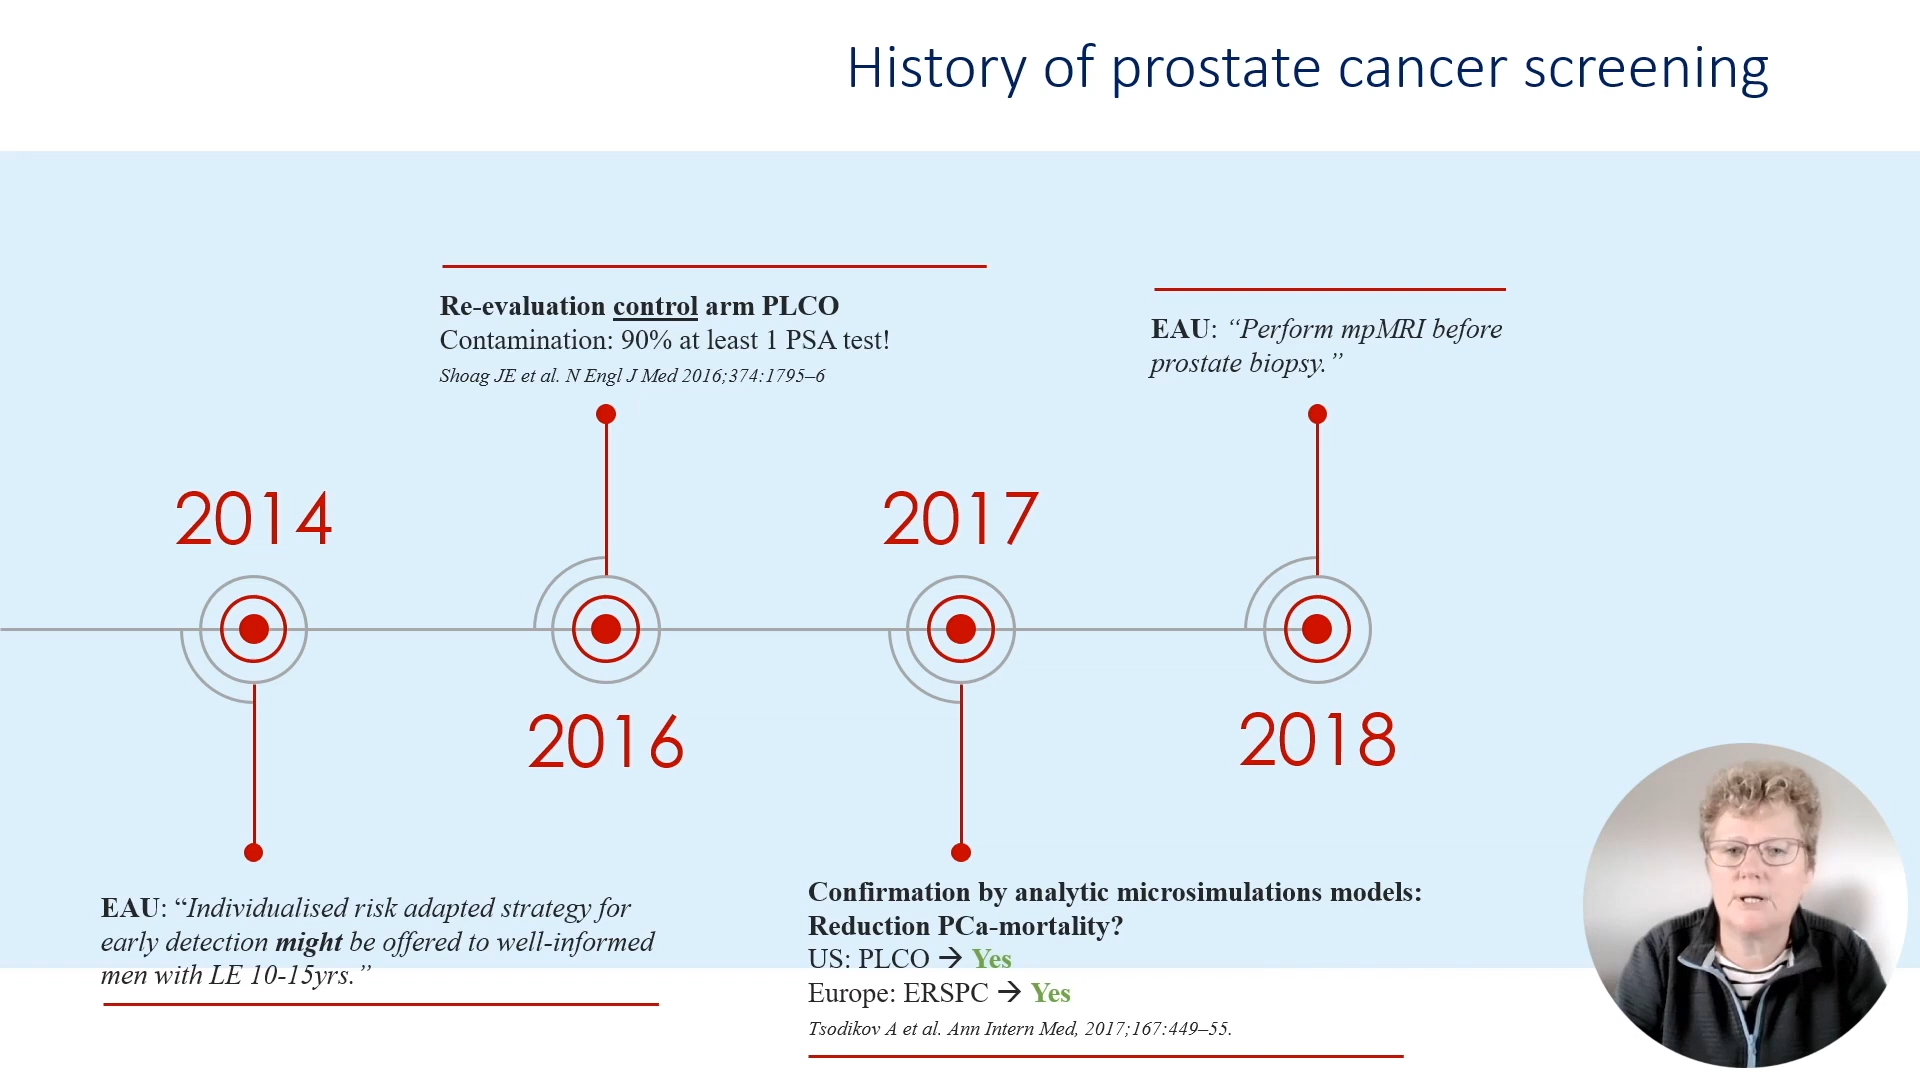 History of prostate cancer screening
Re-evaluation control arm PLCO
Contamination: 90% at least 1 PSA test!
Shoag JE et al. N Engl J Med 2016;374:1795–6
EAU: “Perform mpMRI before
prostate biopsy.”
2014
2016
2017
2018
EAU: “Individualised risk adapted strategy for
early detection might be offered to well-informed
men with LE 10-15yrs.”
Confirmation by analytic microsimulations models:
Reduction PCa-mortality?
US: PLCO → Yes
Europe: ERSPC → Yes
Tsodikov A et al. Ann Intern Med, 2017;167:449–55.